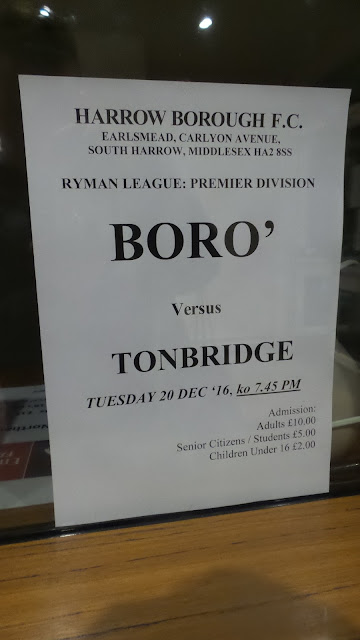 HARROW BOROUGH F.C.
EARLSMEAD, CARLYON AVENUE,
SOUTH HARROW, MIDDLESEX HA2 8SS
RYMAN LEAGUE: PREMIER DIVISION
BORO’
Versus
TONBRIDGE
TUESDAY 20 DEC ‘16, ko 7.45 PM
Admission:
Adults £10.00
Senior Citizens / Students £5.00
Children Under 16 £2.00